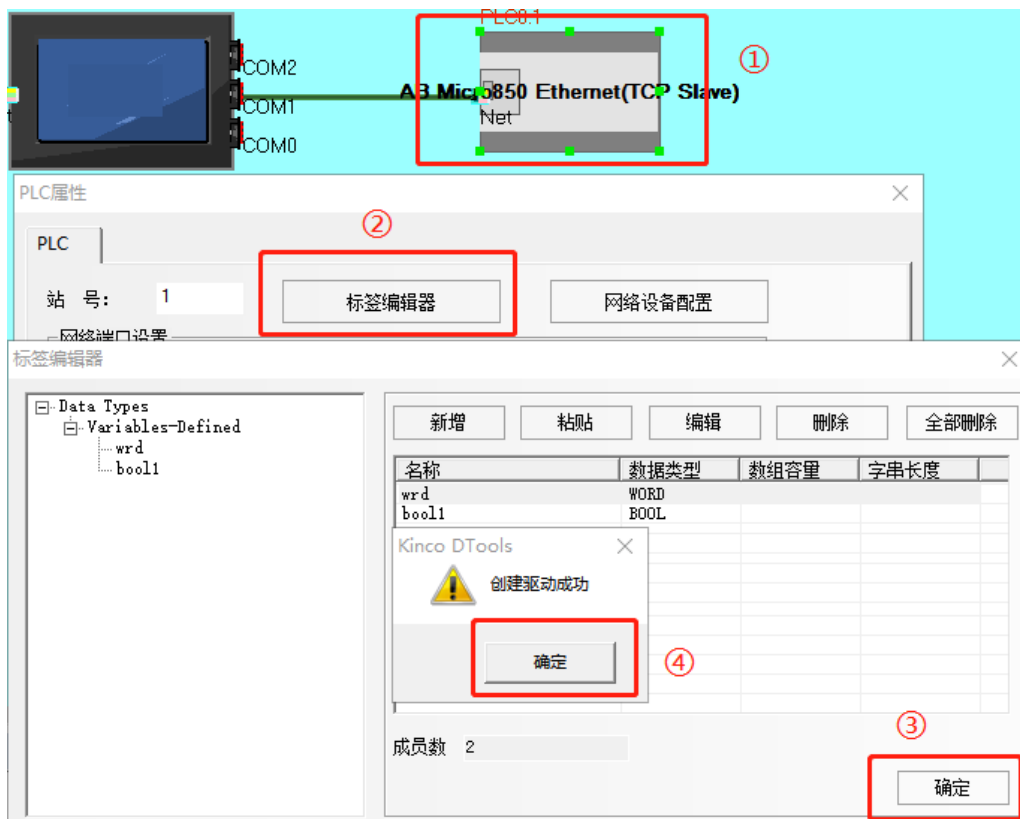 PLC8:1
①
COM2
AB Micro850 Ethernet(TCP Slave)
COM1
Net
COM0
PLC属性
②
PLC
站 号:
1
标签编辑器
网络设备配置
网络端口设置
标签编辑器
Data Types
Variables-Defined
wrd
bool1
新增
粘贴
编辑
删除
全部删除
名称 数据类型 数组容量 字串长度
wrd WORD
bool1 BOOL
Kinco DTools
创建驱动成功
确定
④
成员数 2
③
确定